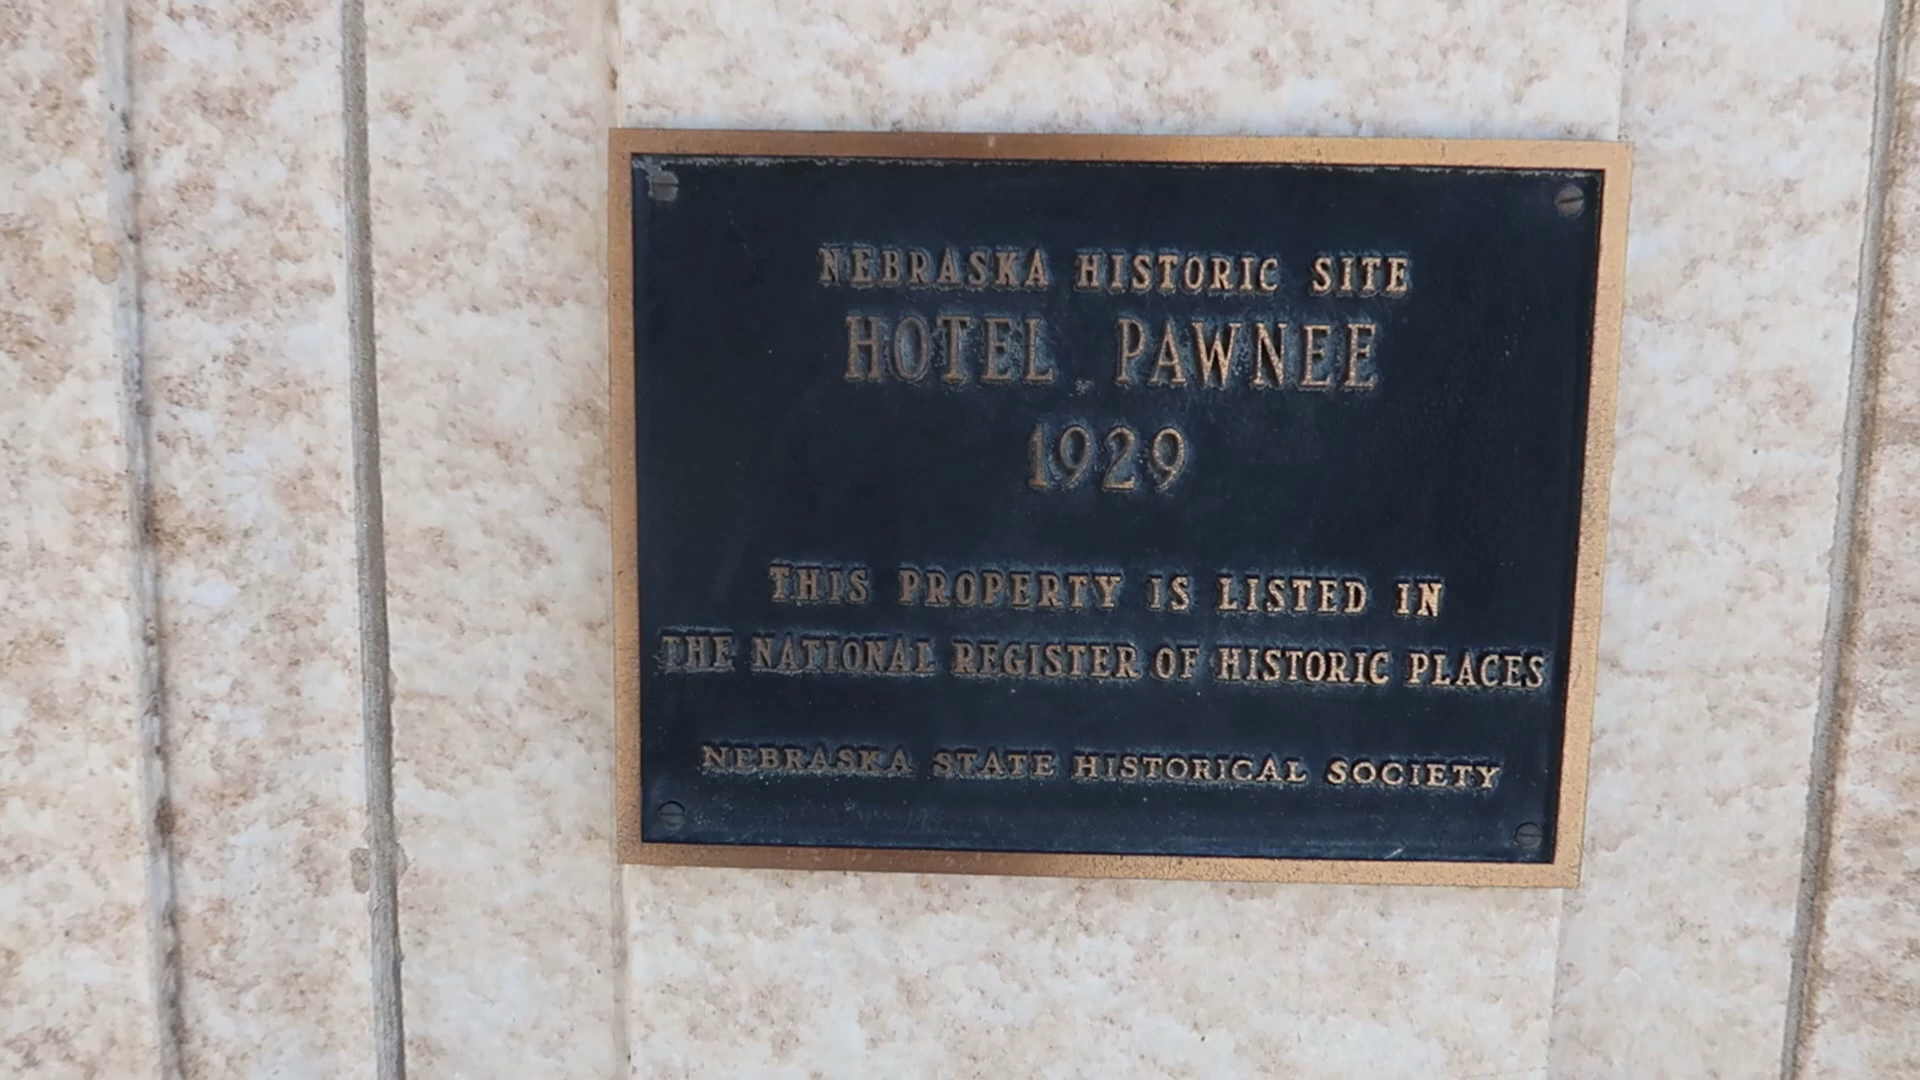 NEBRASKA HISTORIC SITE
HOTEL PAWNEE
1929
THIS PROPERTY IS LISTED IN
THE NATIONAL REGISTER OF HISTORIC PLACES
NEBRASKA STATE HISTORICAL SOCIETY